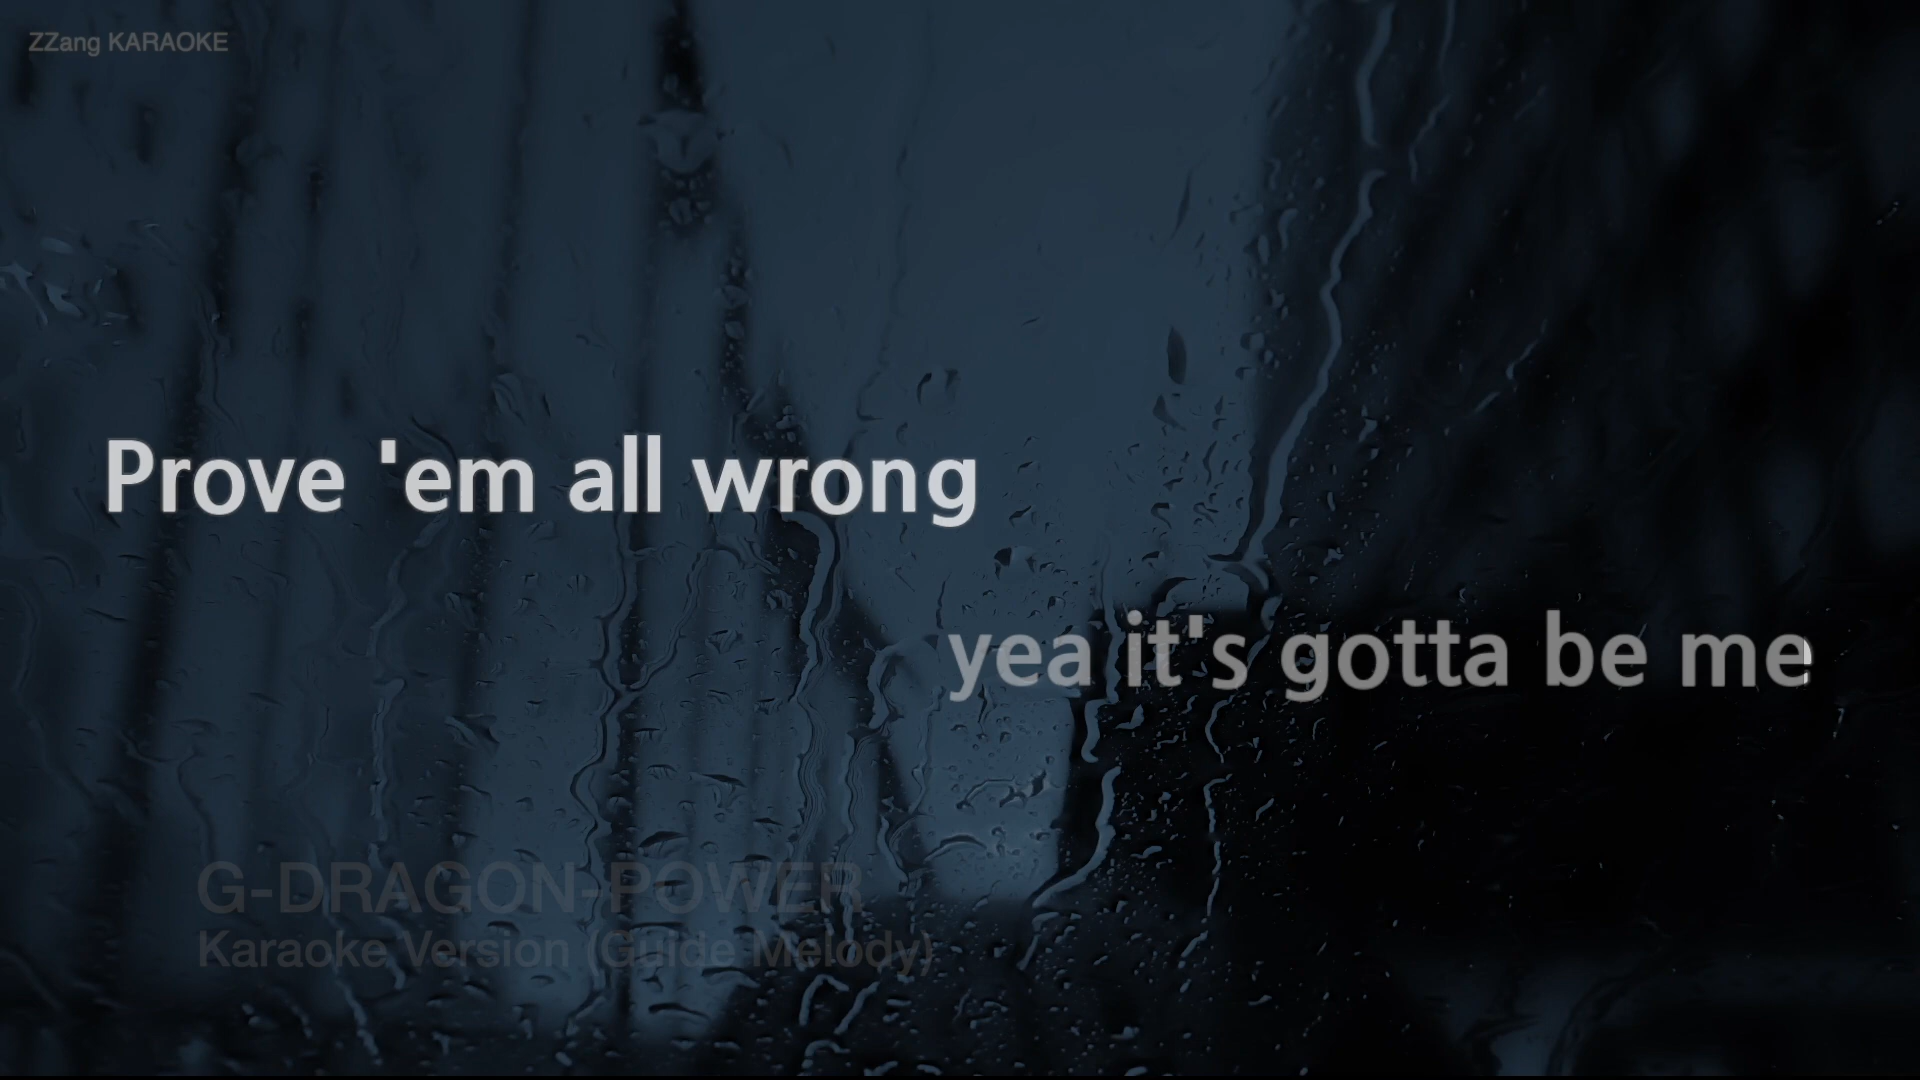 ZZang KARAOKE
Prove 'em all wrong
yea it's gotta be me
G-DRAGON-POWER
Karaoke Version (Guide Melody)